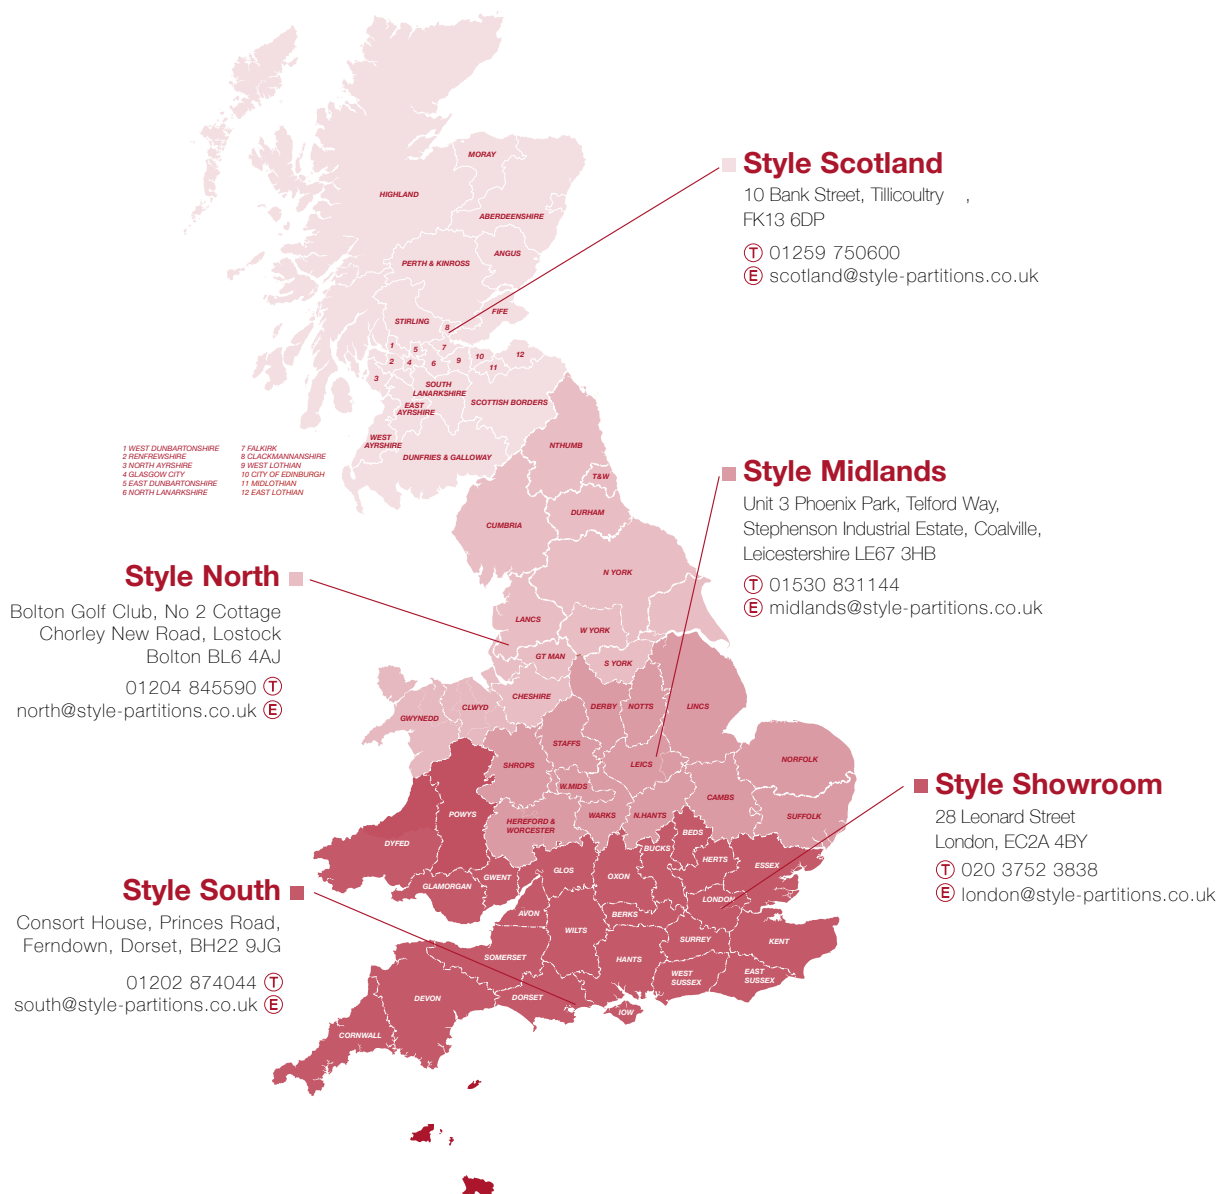 Style Scotland
10 Bank Street, Tillicoultry ,
FK13 6DP
T 01259 750600
E scotland@style-partitions.co.uk
MORAY
HIGHLAND
ABERDEENSHIRE
ANGUS
PERTH & KINROSS
FIFE
STIRLING
8
1
5
7
2
4
6
9
10
12
11
3
SOUTH
LANARKSHIRE
EAST
AYRSHIRE
SCOTTISH BORDERS
WEST
AYRSHIRE
DUNFRIES & GALLOWAY
1 WEST DUNBARTONSHIRE
2 RENFREWSHIRE
3 NORTH AYRSHIRE
4 GLASGOW CITY
5 EAST DUNBARTONSHIRE
6 NORTH LANARKSHIRE
7 FALKIRK
8 CLACKMANNANSHIRE
9 WEST LOTHIAN
10 CITY OF EDINBURGH
11 MIDLOTHIAN
12 EAST LOTHIAN
Style Midlands
Unit 3 Phoenix Park, Telford Way,
Stephenson Industrial Estate, Coalville,
Leicestershire LE67 3HB
T 01530 831144
E midlands@style-partitions.co.uk
NTHUMB
T&W
DURHAM
CUMBRIA
N YORK
LANCS
W YORK
GT MAN
S YORK
CHESHIRE
CLWYD
GWYNEDD
Style North
Bolton Golf Club, No 2 Cottage
Chorley New Road, Lostock
Bolton BL6 4AJ
01204 845590 T
north@style-partitions.co.uk E
DERBY
NOTTS
LINCS
STAFFS
SHROPS
LEICS
NORFOLK
W.MIDS
CAMBS
HEREFORD &
WORCESTER
WARKS
N.HANTS
SUFFOLK
Style Showroom
28 Leonard Street
London, EC2A 4BY
T 020 3752 3838
E london@style-partitions.co.uk
POWYS
DYFED
GLAMORGAN
GWENT
GLOS
OXON
BUCKS
BEDS
HERTS
ESSEX
LONDON
AVON
WILTS
BERKS
SURREY
KENT
SOMERSET
HANTS
WEST
SUSSEX
EAST
SUSSEX
DEVON
DORSET
IOW
CORNWALL
Style South
Consort House, Princes Road,
Ferndown, Dorset, BH22 9JG
01202 874044 T
south@style-partitions.co.uk E